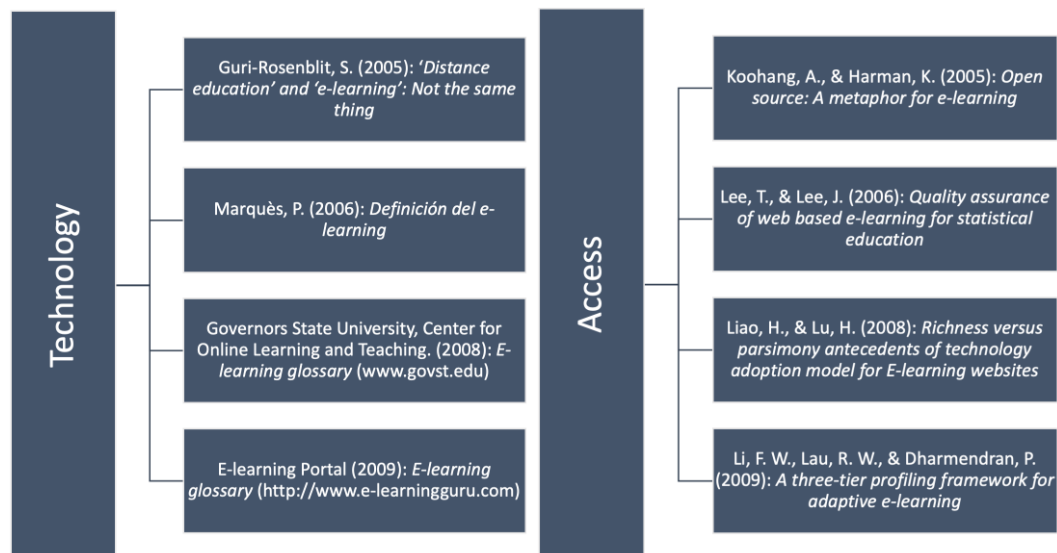 Technology
Guri-Rosenblit, S. (2005): ‘Distance
education’ and ‘e-learning’: Not the same
thing
Marquès, P. (2006): Definición del e-
learning
Governors State University, Center for
Online Learning and Teaching. (2008): E-
learning glossary (www.govst.edu)
E-learning Portal (2009): E-learning
glossary (http://www.e-learningguru.com)
Access
Koohang, A., & Harman, K. (2005): Open
source: A metaphor for e-learning
Lee, T., & Lee, J. (2006): Quality assurance
of web based e-learning for statistical
education
Liao, H., & Lu, H. (2008): Richness versus
parsimony antecedents of technology
adoption model for E-learning websites
Li, F. W., Lau, R. W., & Dharmendran, P.
(2009): A three-tier profiling framework for
adaptive e-learning